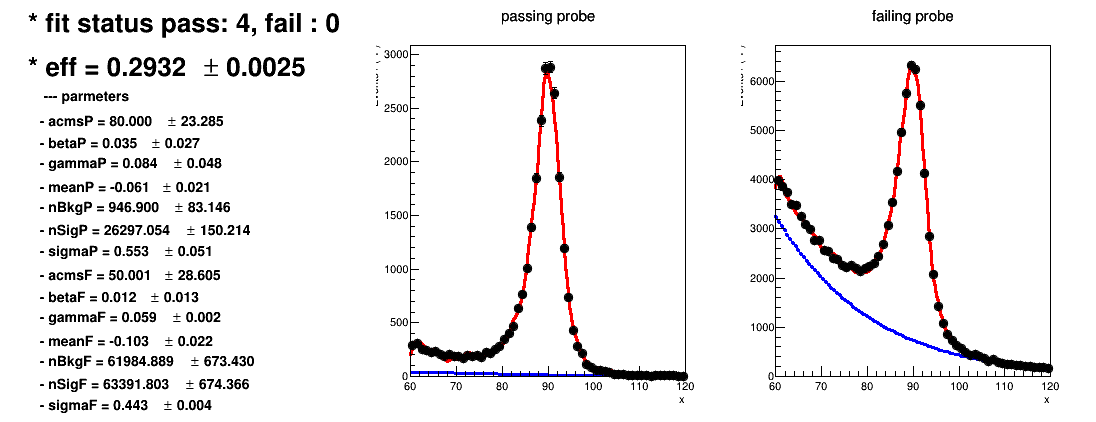 * fit status pass: 4, fail : 0
* eff = 0.2932 ± 0.0025
--- parmeters
- acmsP = 80.000 ± 23.285
- betaP = 0.035 ± 0.027
- gammaP = 0.084 ± 0.048
- meanP = -0.061 ± 0.021
- nBkgP = 946.900 ± 83.146
- nSigP = 26297.054 ± 150.214
- sigmaP = 0.553 ± 0.051
- acmsF = 50.001 ± 28.605
- betaF = 0.012 ± 0.013
- gammaF = 0.059 ± 0.002
- meanF = -0.103 ± 0.022
- nBkgF = 61984.889 ± 673.430
- nSigF = 63391.803 ± 674.366
- sigmaF = 0.443 ± 0.004
passing probe
3000
2500
2000
1500
1000
500
0
60 70 80 90 100 110 120
x
failing probe
6000
5000
4000
3000
2000
1000
0
60 70 80 90 100 110 120
x